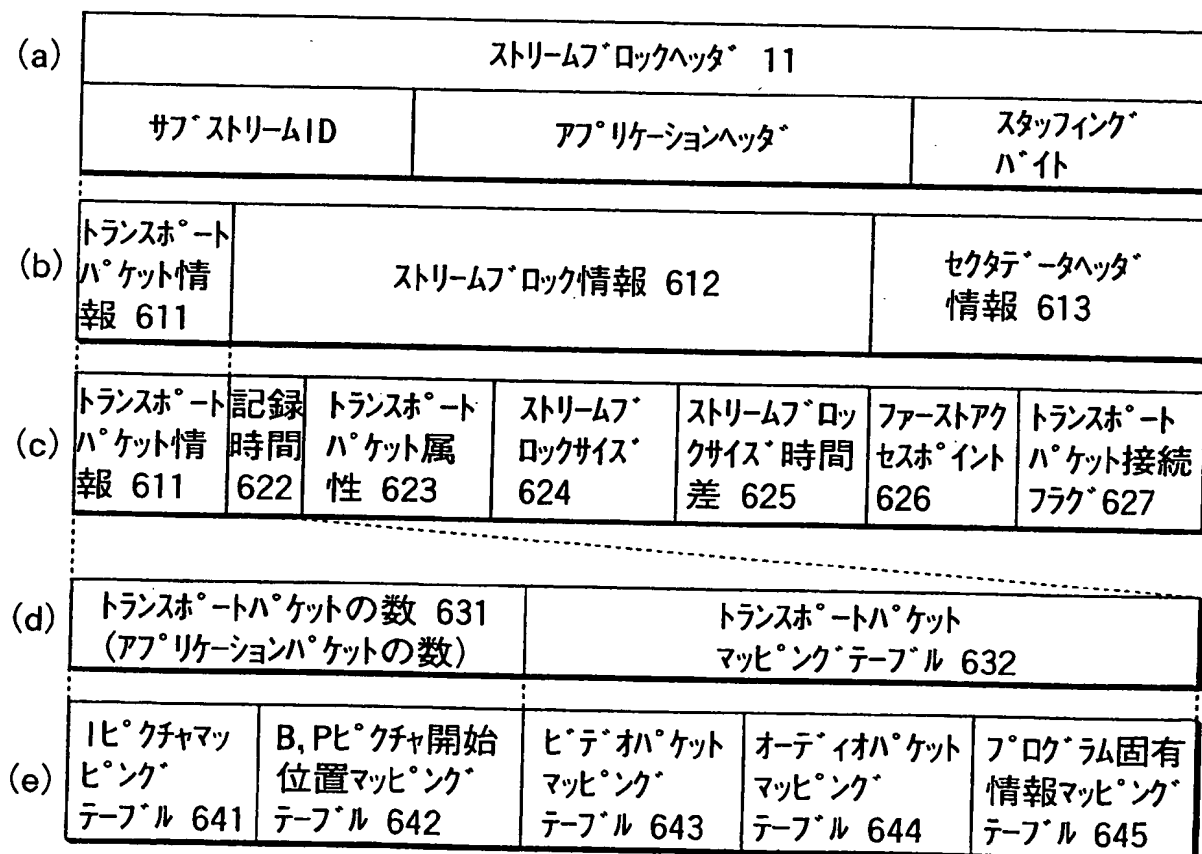 (a)
ストリームブロックヘッダ 11
サブストリームID
アプリケーションヘッダ
スタッフィング
バイト
(b)
トランスポート
パケット情
報 611
ストリームブロック情報 612
セクタデータヘッダ
情報 613
(c)
トランスポート
パケット情
報 611
記録
時間
622
トランスポート
パケット属
性 623
ストリームブ
ロックサイズ
624
ストリームブロッ
クサイズ時間
差 625
ファーストアク
セスポイント
626
トランスポート
パケット接続
フラグ 627
(d)
トランスポートパケットの数 631
(アプリケーションパケットの数)
トランスポートパケット
マッピングテーブル 632
(e)
Iピクチャマッ
ピング
テーブル 641
B,Pピクチャ開始
位置マッピング
テーブル 642
ビデオパケット
マッピング
テーブル 643
オーディオパケット
マッピング
テーブル 644
プログラム固有
情報マッピング
テーブル 645